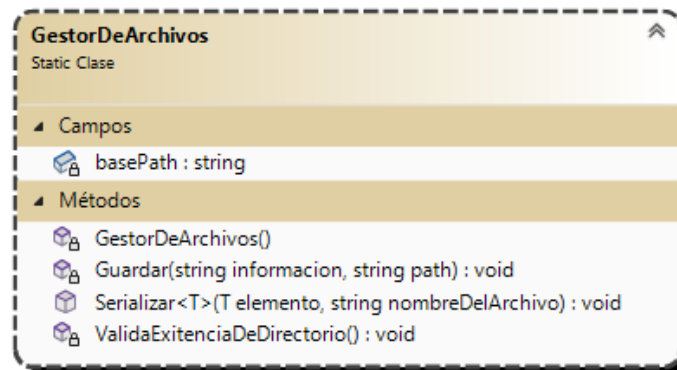 GestorDeArchivos
Static Clase
Campos
basePath : string
Métodos
GestorDeArchivos()
Guardar(string informacion, string path) : void
Serializar<T>(T elemento, string nombreDelArchivo) : void
ValidaExitenciaDeDirectorio() : void